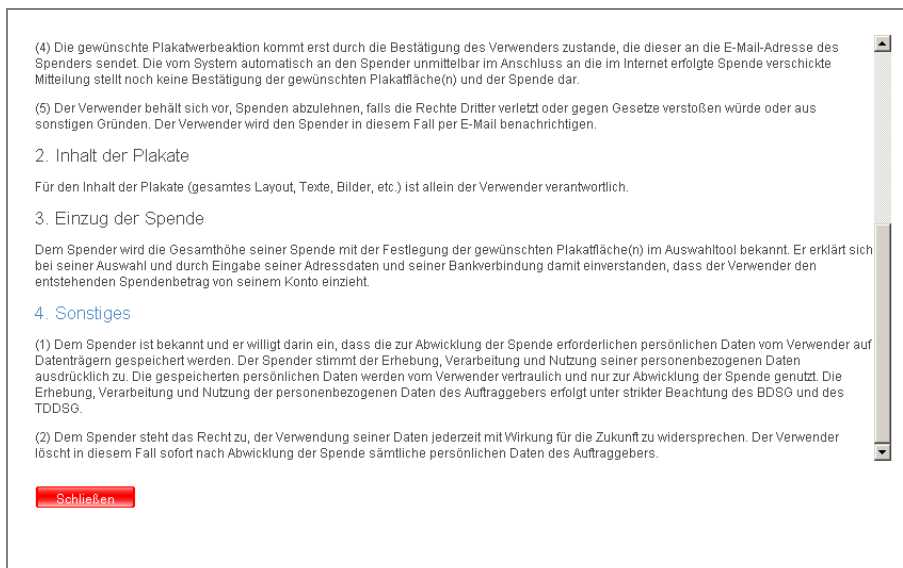 (4) Die gewünschte Plakatwerbeaktion kommt erst durch die Bestätigung des Verwenders zustande, die dieser an die E-Mail-Adresse des
Spenders sendet. Die vom System automatisch an den Spender unmittelbar im Anschluss an die im Internet erfolgte Spende verschickte
Mitteilung stellt noch keine Bestätigung der gewünschten Plakatfläche(n) und der Spende dar.
(5) Der Verwender behält sich vor, Spenden abzulehnen, falls die Rechte Dritter verletzt oder gegen Gesetze verstoßen würde oder aus
sonstigen Gründen. Der Verwender wird den Spender in diesem Fall per E-Mail benachrichtigen.
2. Inhalt der Plakate
Für den Inhalt der Plakate (gesamtes Layout, Texte, Bilder, etc.) ist allein der Verwender verantwortlich.
3. Einzug der Spende
Dem Spender wird die Gesamthöhe seiner Spende mit der Festlegung der gewünschten Plakatfläche(n) im Auswahltool bekannt. Er erklärt sich
bei seiner Auswahl und durch Eingabe seiner Adressdaten und seiner Bankverbindung damit einverstanden, dass der Verwender den
entstehenden Spendenbetrag von seinem Konto einzieht.
4. Sonstiges
(1) Dem Spender ist bekannt und er willigt darin ein, dass die zur Abwicklung der Spende erforderlichen persönlichen Daten vom Verwender auf
Datenträgern gespeichert werden. Der Spender stimmt der Erhebung, Verarbeitung und Nutzung seiner personenbezogenen Daten
ausdrücklich zu. Die gespeicherten persönlichen Daten werden vom Verwender vertraulich und nur zur Abwicklung der Spende genutzt. Die
Erhebung, Verarbeitung und Nutzung der personenbezogenen Daten des Auftraggebers erfolgt unter strikter Beachtung des BDSG und des
TDDSG.
(2) Dem Spender steht das Recht zu, der Verwendung seiner Daten jederzeit mit Wirkung für die Zukunft zu widersprechen. Der Verwender
löscht in diesem Fall sofort nach Abwicklung der Spende sämtliche persönlichen Daten des Auftraggebers.
Schließen